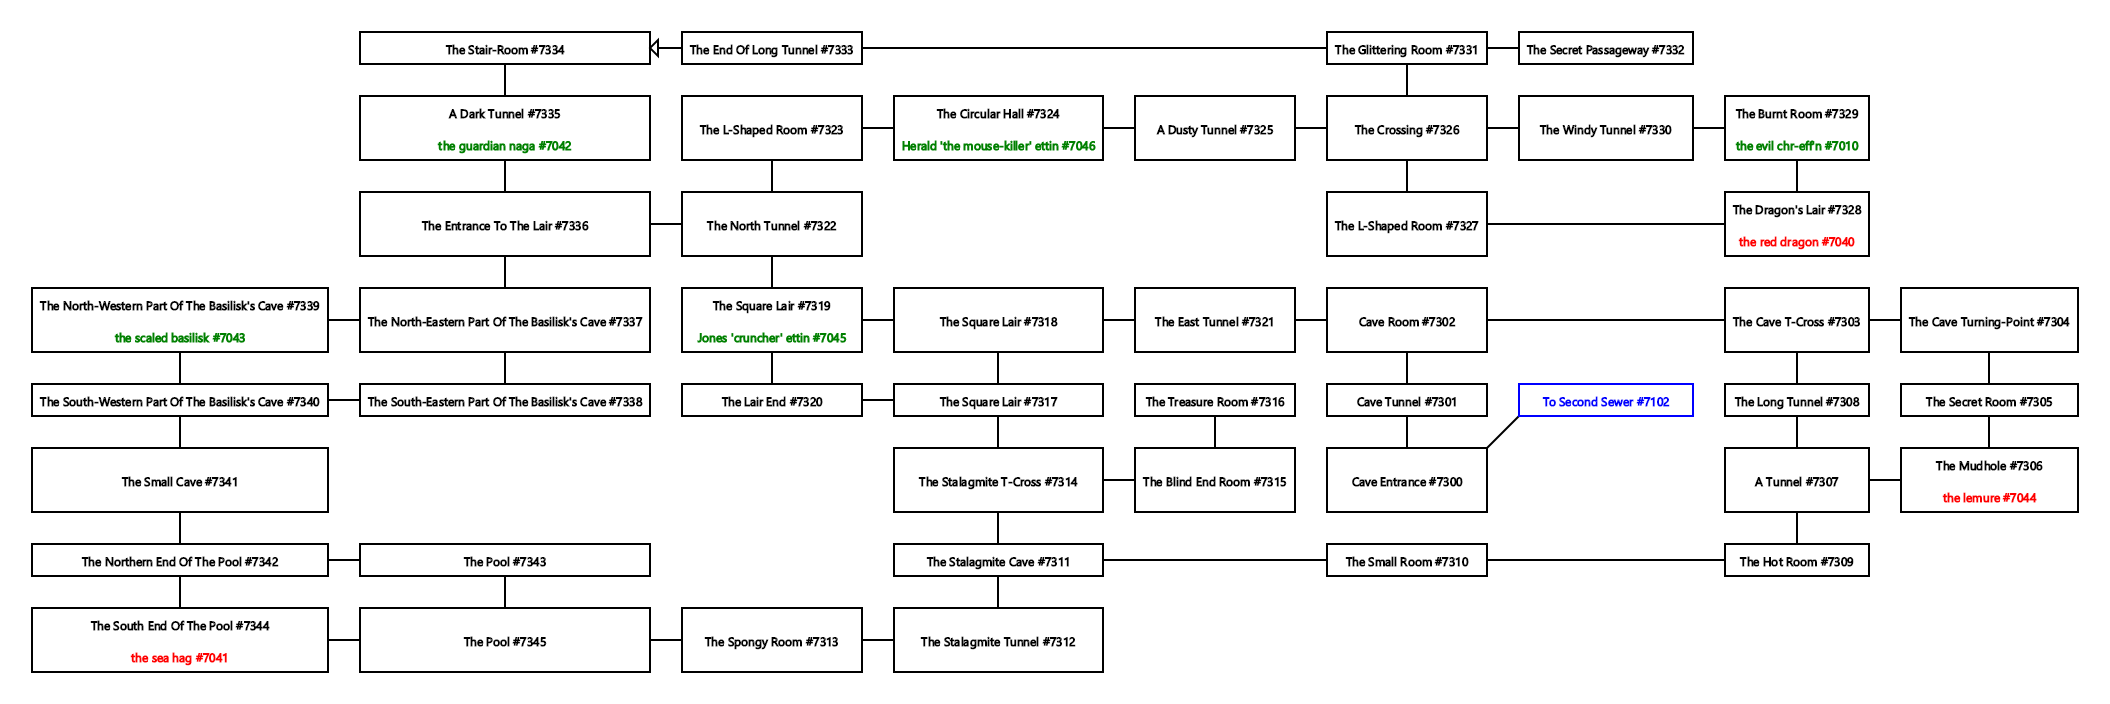 The Stair-Room #7334
The End Of Long Tunnel #7333
The Glittering Room #7331
The Secret Passageway #7332
A Dark Tunnel #7335
the guardian naga #7042
The L-Shaped Room #7323
The Circular Hall #7324
Herald 'the mouse-killer' ettin #7046
A Dusty Tunnel #7325
The Crossing #7326
The Windy Tunnel #7330
The Burnt Room #7329
the evil chr-eff'n #7010
The Entrance To The Lair #7336
The North Tunnel #7322
The L-Shaped Room #7327
The Dragon's Lair #7328
the red dragon #7040
The North-Western Part Of The Basilisk's Cave #7339
the scaled basilisk #7043
The North-Eastern Part Of The Basilisk's Cave #7337
The Square Lair #7319
Jones 'cruncher' ettin #7045
The Square Lair #7318
The East Tunnel #7321
Cave Room #7302
The Cave T-Cross #7303
The Cave Turning-Point #7304
The South-Western Part Of The Basilisk's Cave #7340
The South-Eastern Part Of The Basilisk's Cave #7338
The Lair End #7320
The Square Lair #7317
The Treasure Room #7316
Cave Tunnel #7301
To Second Sewer #7102
The Long Tunnel #7308
The Secret Room #7305
The Small Cave #7341
The Stalagmite T-Cross #7314
The Blind End Room #7315
Cave Entrance #7300
A Tunnel #7307
The Mudhole #7306
the lemure #7044
The Northern End Of The Pool #7342
The Pool #7343
The Stalagmite Cave #7311
The Small Room #7310
The Hot Room #7309
The South End Of The Pool #7344
the sea hag #7041
The Pool #7345
The Spongy Room #7313
The Stalagmite Tunnel #7312